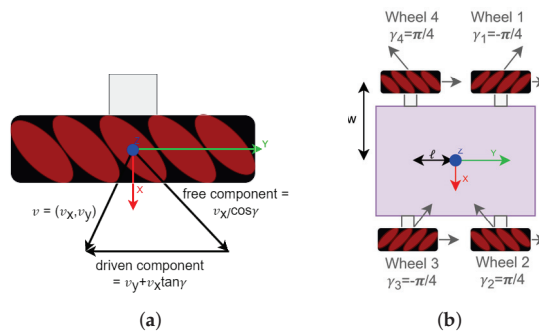 Y
X
v = (vx,vy)
free component =
vx/cosγ
driven component
= vy+vxtanγ
(a)
Wheel 4
γ4=π/4
Wheel 1
γ1=-π/4
w
Z
Y
ℓ
X
Wheel 3
γ3=-π/4
Wheel 2
γ2=π/4
(b)